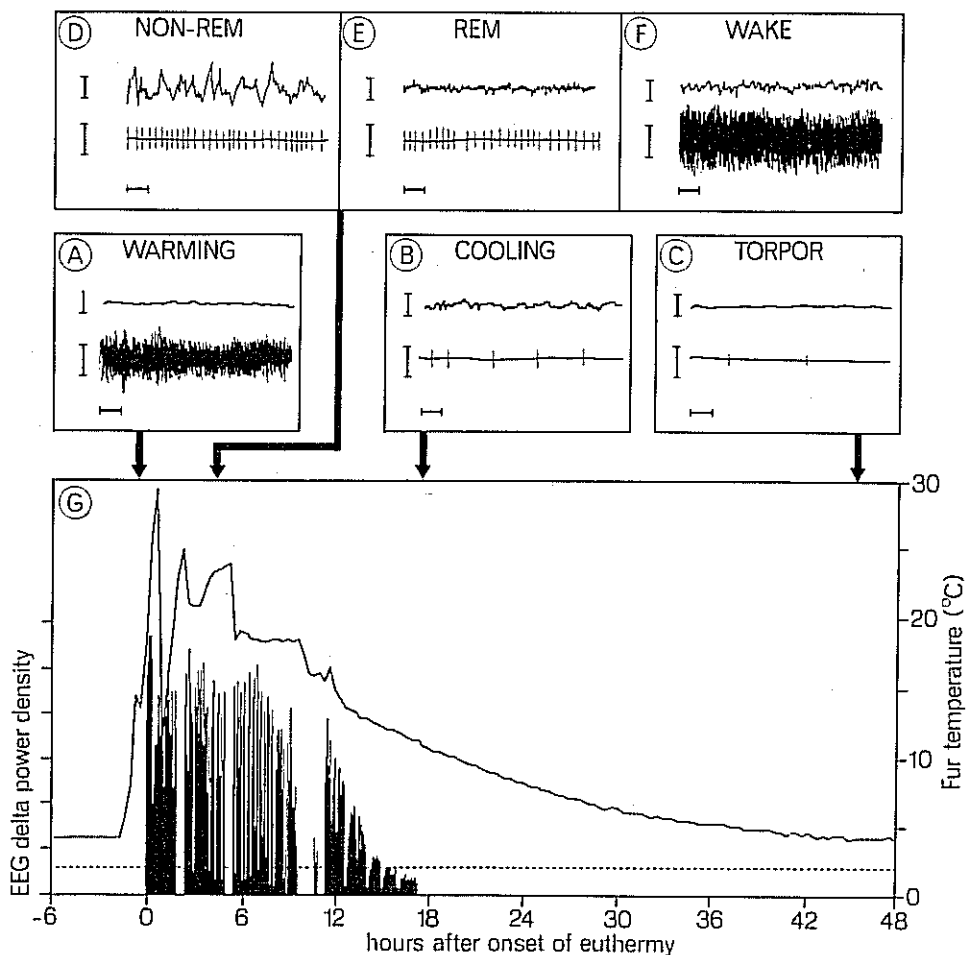 D NON-REM
E REM
F WAKE
A WARMING
B COOLING
C TORPOR
G
EEG delta power density
30
20
10
0
Fur temperature (°C)
-6 0 6 12 18 24 30 36 42 48
hours after onset of euthermy